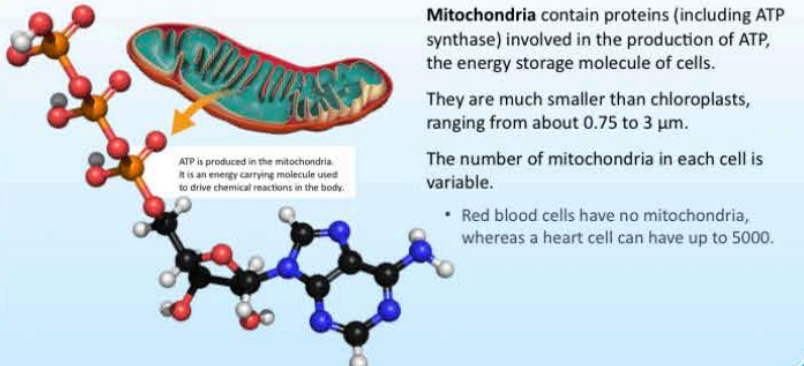 Mitochondria contain proteins (including ATP
synthase) involved in the production of ATP,
the energy storage molecule of cells.
They are much smaller than chloroplasts,
ranging from about 0.75 to 3 μm.
The number of mitochondria in each cell is
variable.
• Red blood cells have no mitochondria,
whereas a heart cell can have up to 5000.
ATP is produced in the mitochondria.
It is an energy carrying molecule used
to drive chemical reactions in the body.